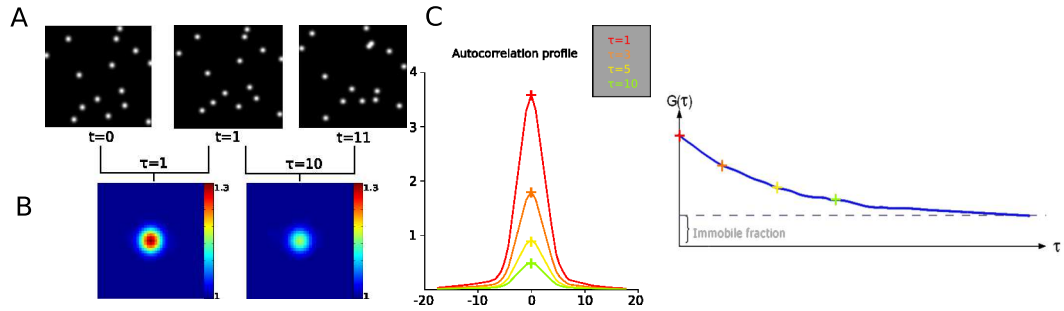 A
t=0
t=1
t=11
τ=1
τ=10
B
1.3
1
1.3
1
C
Autocorrelation profile
τ=1
τ=5
τ=10
4
3
2
1
-20
-10
0
10
20
G(τ)
Immobile fraction
τ